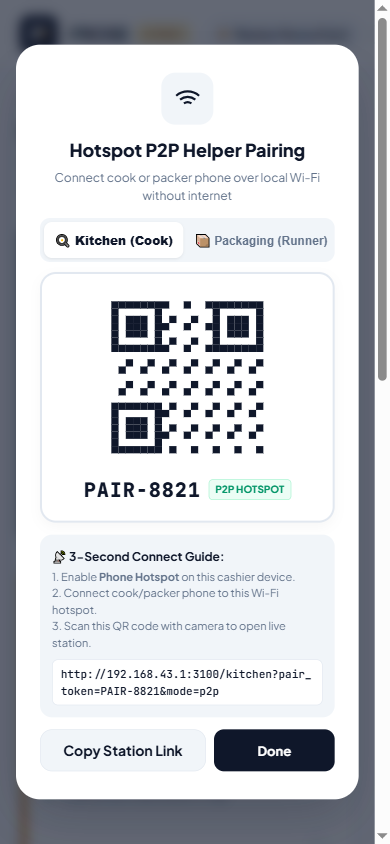 Hotspot P2P Helper Pairing
Connect cook or packer phone over local Wi-Fi
without internet
Kitchen (Cook)
Packaging (Runner)
PAIR-8821
P2P HOTSPOT
3-Second Connect Guide:
1. Enable Phone Hotspot on this cashier device.
2. Connect cook/packer phone to this Wi-Fi
hotspot.
3. Scan this QR code with camera to open live
station.
http://192.168.43.1:3100/kitchen?pair_
token=PAIR-8821&mode=p2p
Copy Station Link
Done